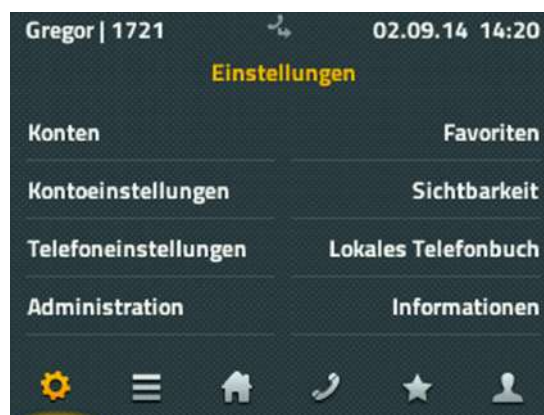 Gregor | 1721 02.09.14 14:20
Einstellungen
Konten Favoriten
Kontoeinstellungen Sichtbarkeit
Telefoneinstellungen Lokales Telefonbuch
Administration Informationen